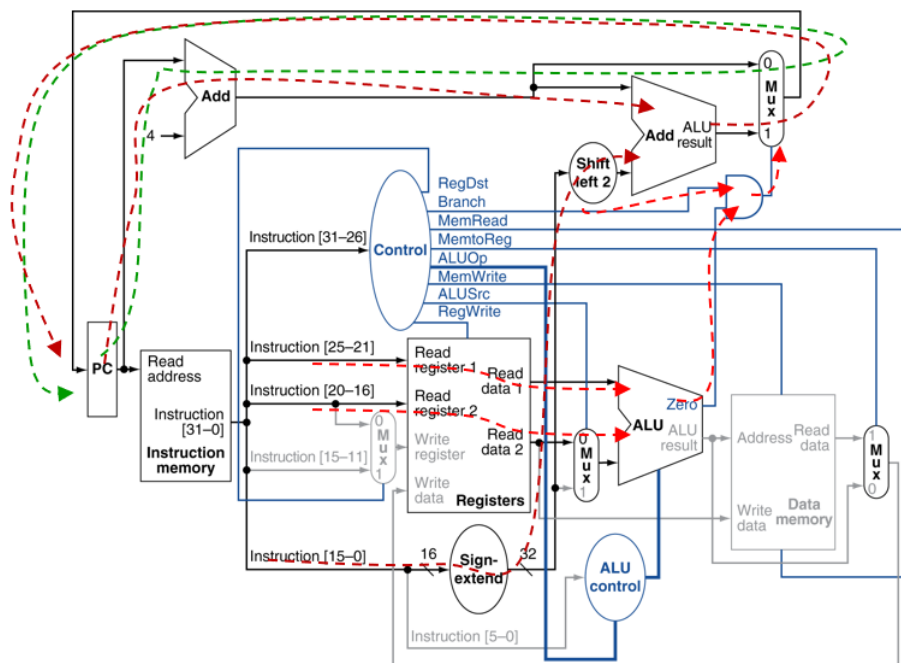 Add
4
0
M
u
x
1
Add
ALU
result
Shift
left 2
RegDst
Branch
MemRead
MemtoReg
ALUOp
MemWrite
ALUSrc
RegWrite
Control
Instruction [31–26]
PC
Read
address
Instruction
[31–0]
Instruction
memory
Instruction [25–21]
Instruction [20–16]
Instruction [15–11]
Instruction [15–0]
0
M
u
x
1
Read
register 1
Read
register 2
Write
register
Write
data
Read
data 1
Read
data 2
Registers
0
M
u
x
1
Zero
ALU
ALU
result
Address
Read
data
Write
data
Data
memory
1
M
u
x
0
16
Sign-
extend
32
ALU
control
Instruction [5–0]